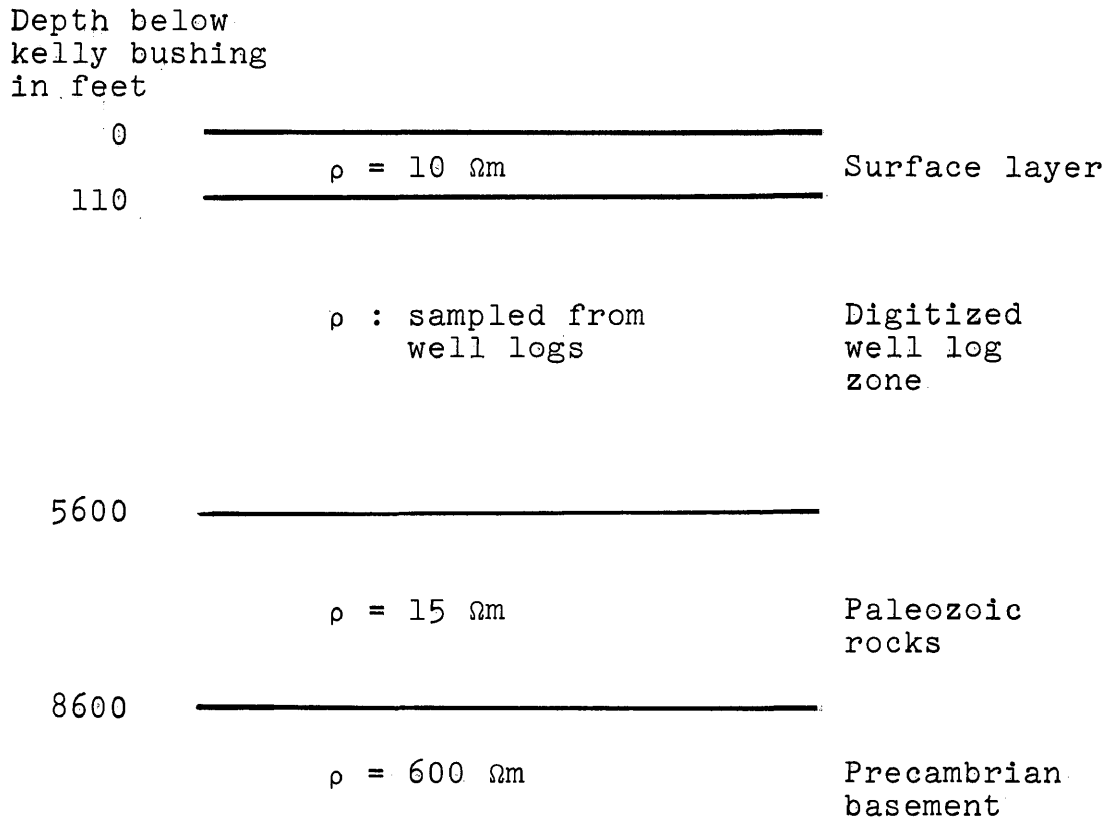 Depth below
kelly bushing
in feet
0
ρ = 10 Ωm
Surface layer
110
ρ : sampled from
well logs
Digitized
well log
zone
5600
ρ = 15 Ωm
Paleozoic
rocks
8600
ρ = 600 Ωm
Precambrian
basement